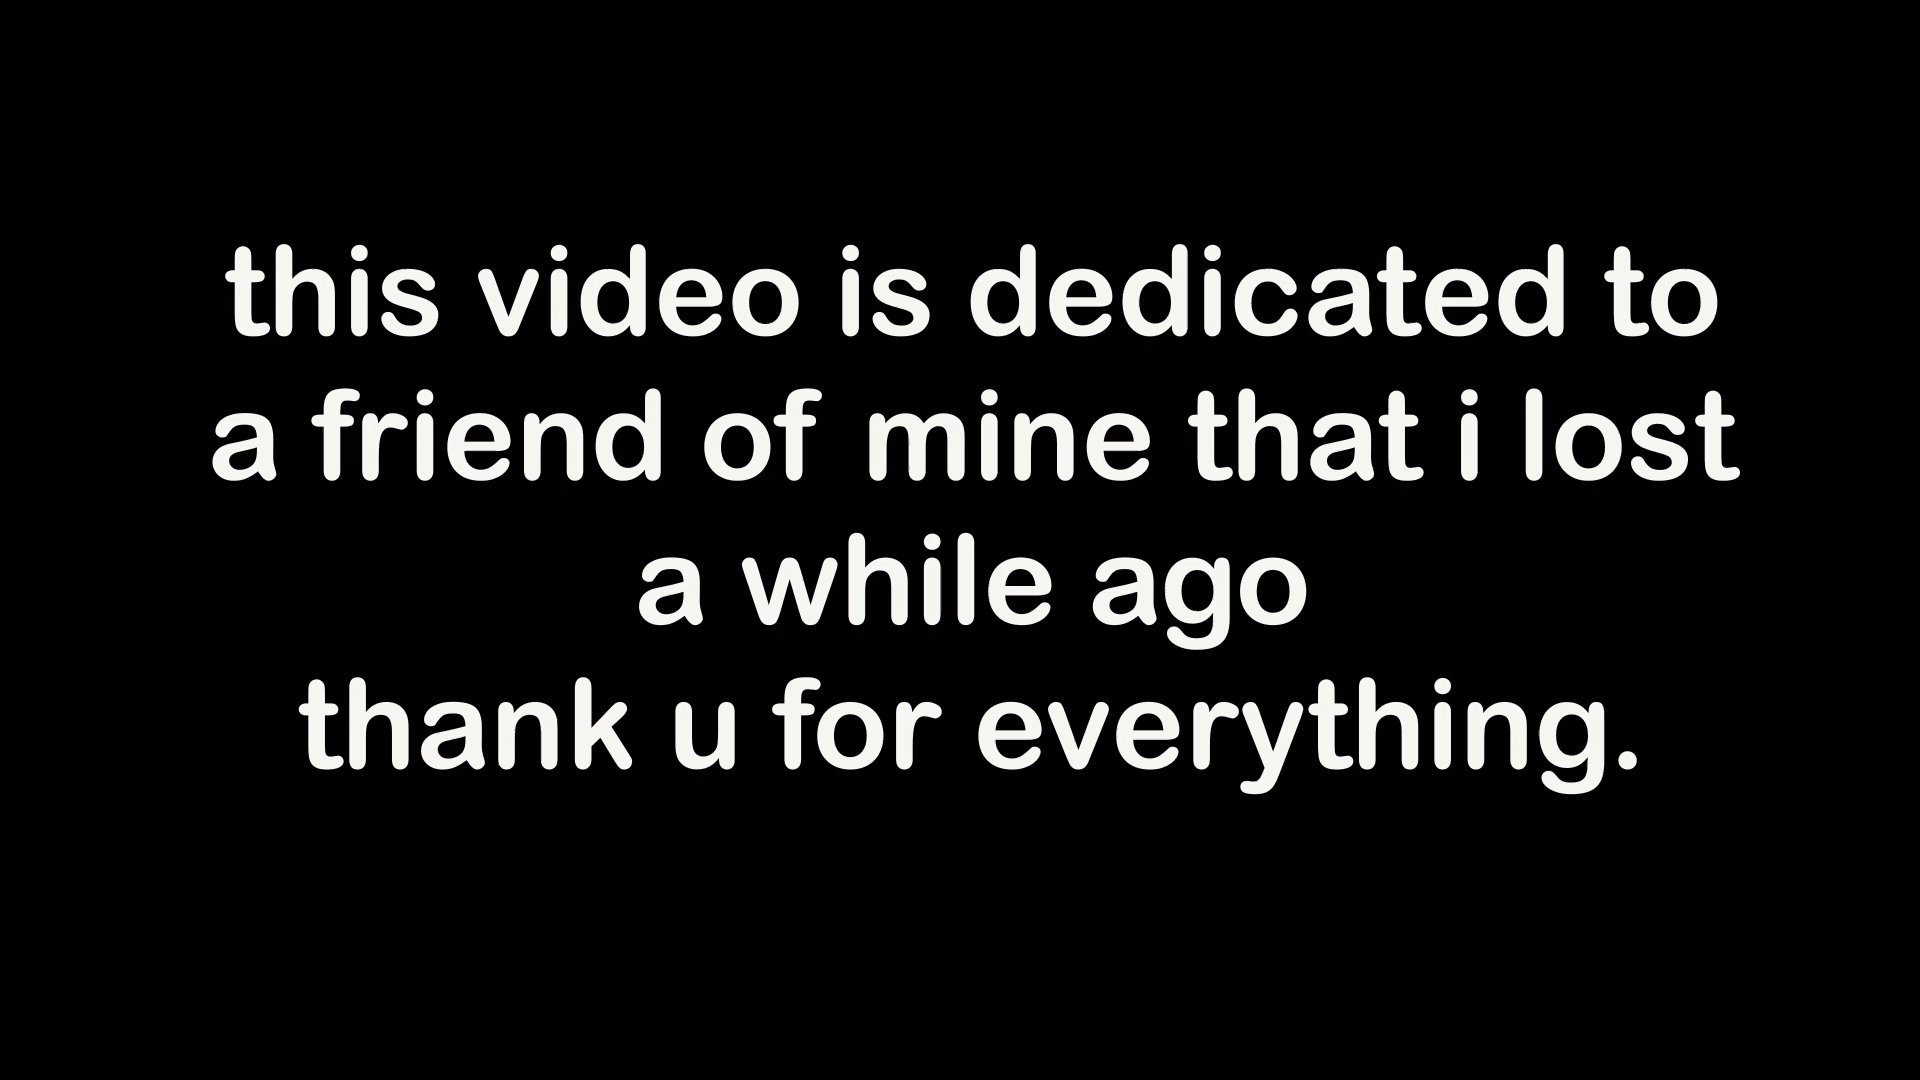 this video is dedicated to
a friend of mine that i lost
a while ago
thank u for everything.